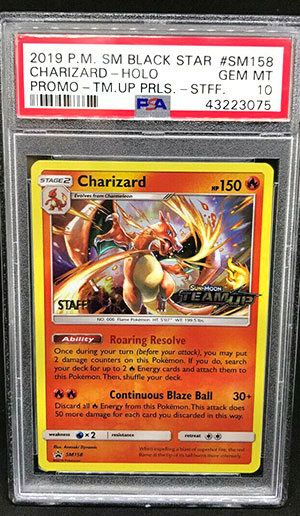 2019 P.M. SM BLACK STAR #SM158
CHARIZARD - HOLO GEM MT
PROMO - TM.UP PRLS. - STFF. 10
PSA 43223075
STAGE2 Charizard HP150
Evolves from Charmeleon
SUN & MOON
STAFF TEAM UP
NO. 006 Flame Pokémon HT: 5'07" WT: 199.5 lbs.
Ability Roaring Resolve
Once during your turn (before your attack), you may put
2 damage counters on this Pokémon. If you do, search
your deck for up to 2 Energy cards and attach them to
this Pokémon. Then, shuffle your deck.
Continuous Blaze Ball 30+
Discard all Energy from this Pokémon. This attack does
50 more damage for each card you discarded in this way.
weakness ×2 resistance retreat
SM158